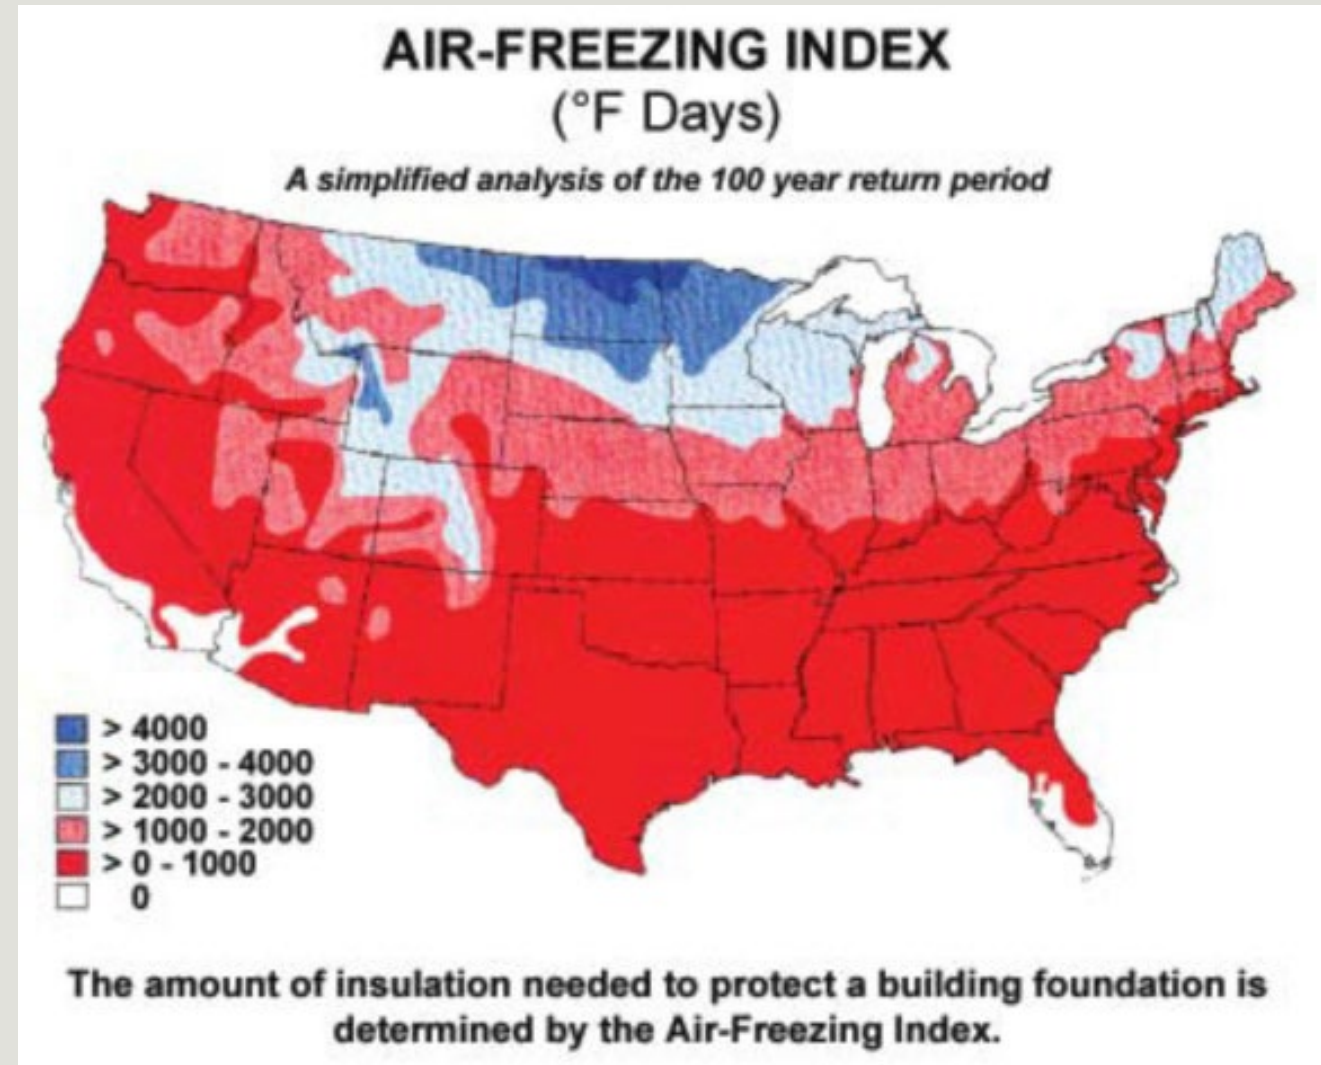 AIR-FREEZING INDEX
(°F Days)
A simplified analysis of the 100 year return period
> 4000
> 3000 - 4000
> 2000 - 3000
> 1000 - 2000
> 0 - 1000
0
The amount of insulation needed to protect a building foundation is
determined by the Air-Freezing Index.